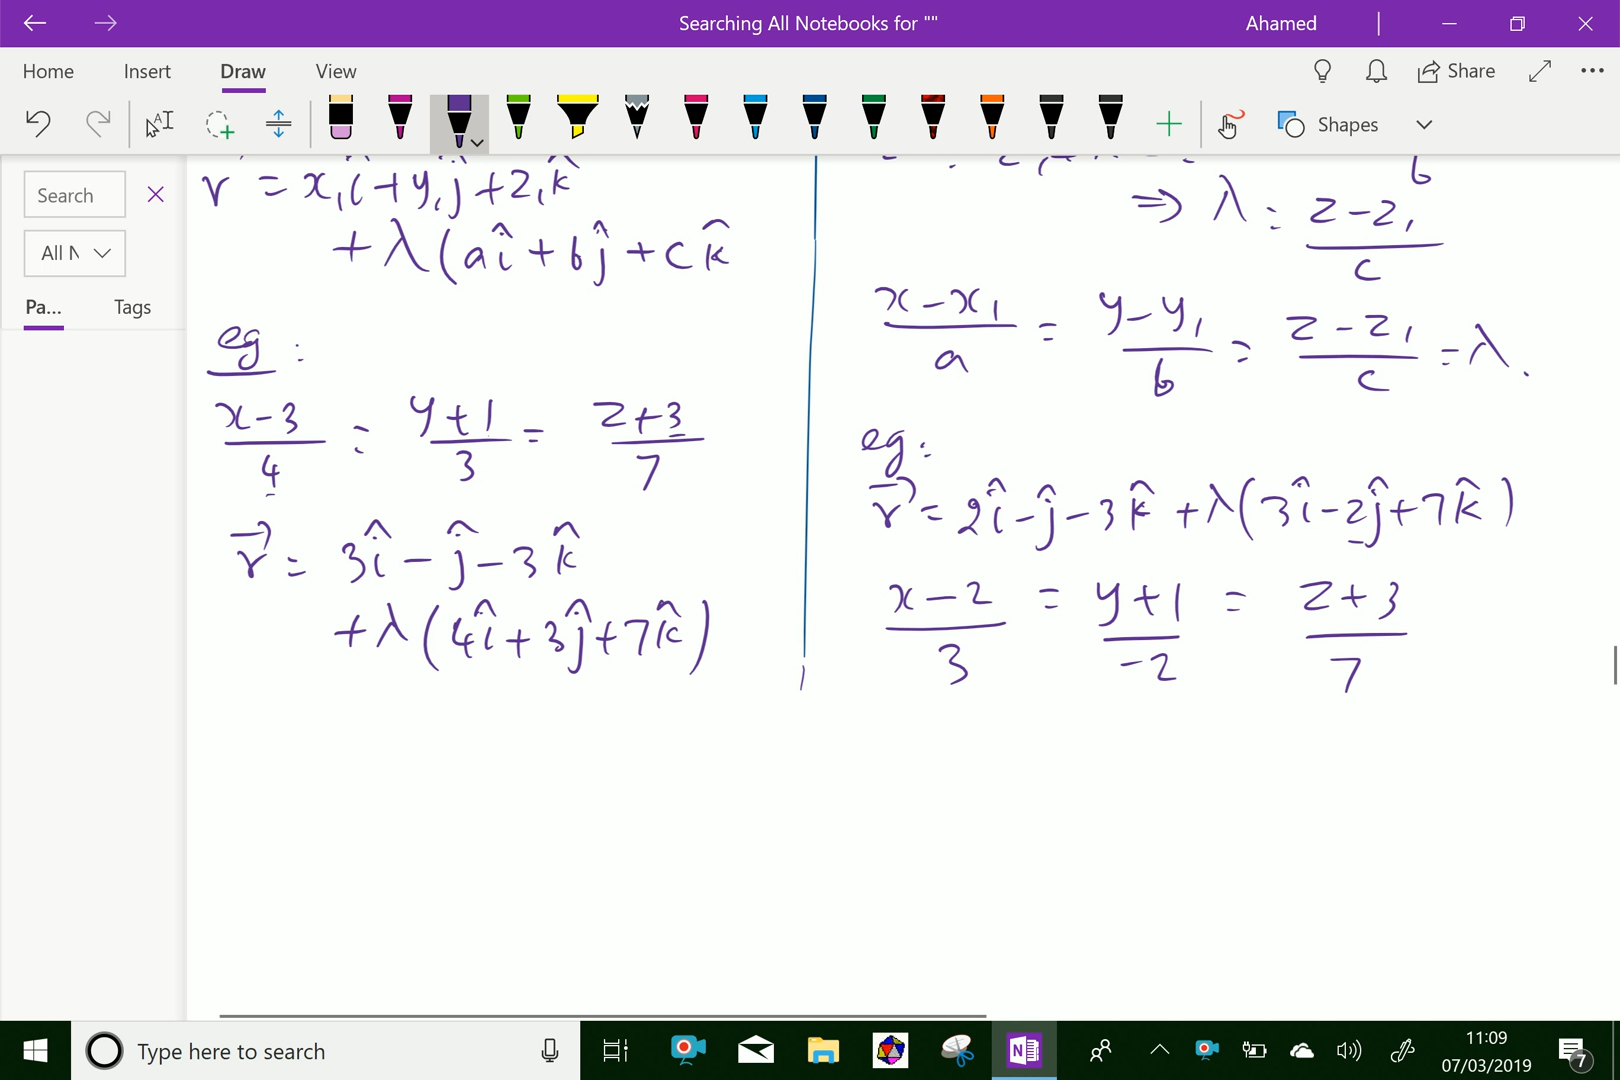 Searching All Notebooks for ""
Ahamed
Home Insert Draw View
Share
Shapes
Search
All N
Pa... Tags
r = x₁î + y₁ĵ + z₁k̂
+ λ(aî + bĵ + ck̂
eg :
(x-3)/4 = (y+1)/3 = (z+3)/7
r⃗ = 3î - ĵ - 3k̂
+ λ(4î + 3ĵ + 7k̂)
b
⇒ λ = (z-z₁)/c
(x-x₁)/a = (y-y₁)/b = (z-z₁)/c = λ.
eg:
r⃗ = 2î - ĵ - 3k̂ + λ(3î - 2ĵ + 7k̂)
(x-2)/3 = (y+1)/-2 = (z+3)/7
Type here to search
N
11:09
07/03/2019
7